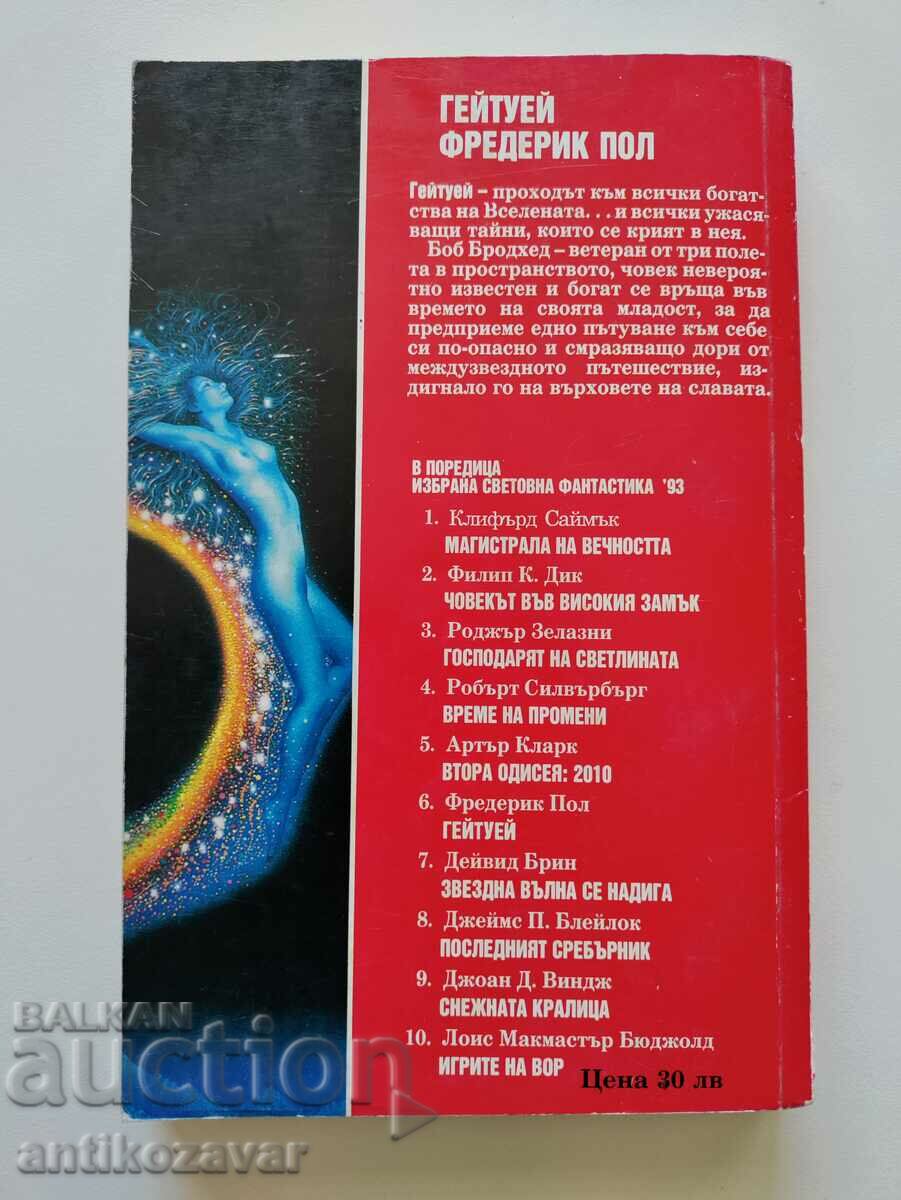 ГЕЙТУЕЙ
ФРЕДЕРИК ПОЛ
Гейтуей – проходът към всички богат-
ства на Вселената. . . и всички ужася-
ващи тайни, които се крият в нея.
Боб Бродхед – ветеран от три поле-
та в пространството, човек невероя-
тно известен и богат се връща във
времето на своята младост, за да
предприеме едно пътуване към себе
си по-опасно и смразяващо дори от
междузвездното пътешествие, из-
дигнало го на върховете на славата.
В ПОРЕДИЦА
ИЗБРАНА СВЕТОВНА ФАНТАСТИКА '93
1. Клифърд Саймък
МАГИСТРАЛА НА ВЕЧНОСТТА
2. Филип К. Дик
ЧОВЕКЪТ ВЪВ ВИСОКИЯ ЗАМЪК
3. Роджър Зелазни
ГОСПОДАРЯТ НА СВЕТЛИНАТА
4. Робърт Силвърбърг
ВРЕМЕ НА ПРОМЕНИ
5. Артър Кларк
ВТОРА ОДИСЕЯ: 2010
6. Фредерик Пол
ГЕЙТУЕЙ
7. Дейвид Брин
ЗВЕЗДНА ВЪЛНА СЕ НАДИГА
8. Джеймс П. Блейлок
ПОСЛЕДНИЯТ СРЕБЪРНИК
9. Джоан Д. Виндж
СНЕЖНАТА КРАЛИЦА
10. Лоис Макмастър Бюджолд
ИГРИТЕ НА ВОР
Цена 30 лв
BALKAN
auction
antikozavar